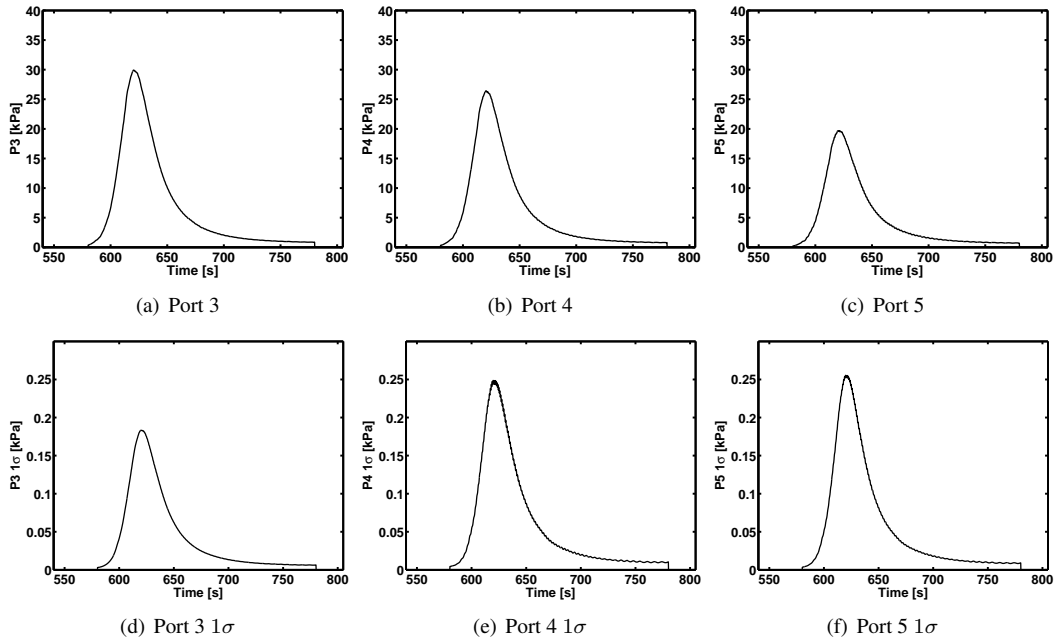 40
35
30
25
20
15
10
5
0
P3 [kPa]
550 600 650 700 750 800
Time [s]
(a) Port 3
40
35
30
25
20
15
10
5
0
P4 [kPa]
550 600 650 700 750 800
Time [s]
(b) Port 4
40
35
30
25
20
15
10
5
0
P5 [kPa]
550 600 650 700 750 800
Time [s]
(c) Port 5
0.25
0.2
0.15
0.1
0.05
0
P3 1σ [kPa]
550 600 650 700 750 800
Time [s]
(d) Port 3 1σ
0.25
0.2
0.15
0.1
0.05
0
P4 1σ [kPa]
550 600 650 700 750 800
Time [s]
(e) Port 4 1σ
0.25
0.2
0.15
0.1
0.05
0
P5 1σ [kPa]
550 600 650 700 750 800
Time [s]
(f) Port 5 1σ